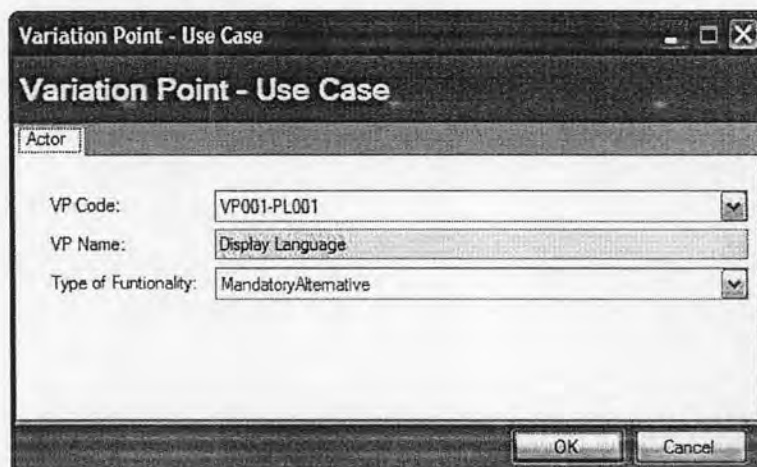 Variation Point - Use Case
Variation Point - Use Case
Actor
VP Code: VP001-PL001
VP Name: Display Language
Type of Funtionality: MandatoryAlternative
OK Cancel